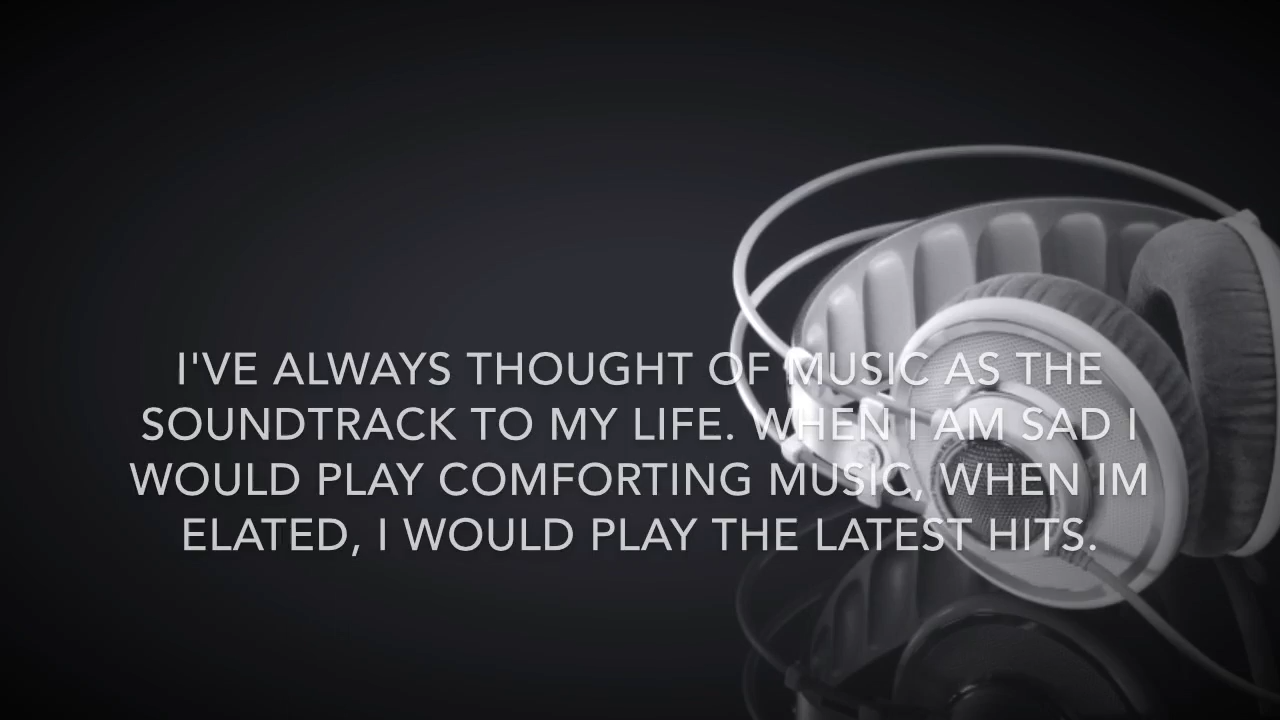 I'VE ALWAYS THOUGHT OF MUSIC AS THE
SOUNDTRACK TO MY LIFE. WHEN I AM SAD I
WOULD PLAY COMFORTING MUSIC, WHEN IM
ELATED, I WOULD PLAY THE LATEST HITS.